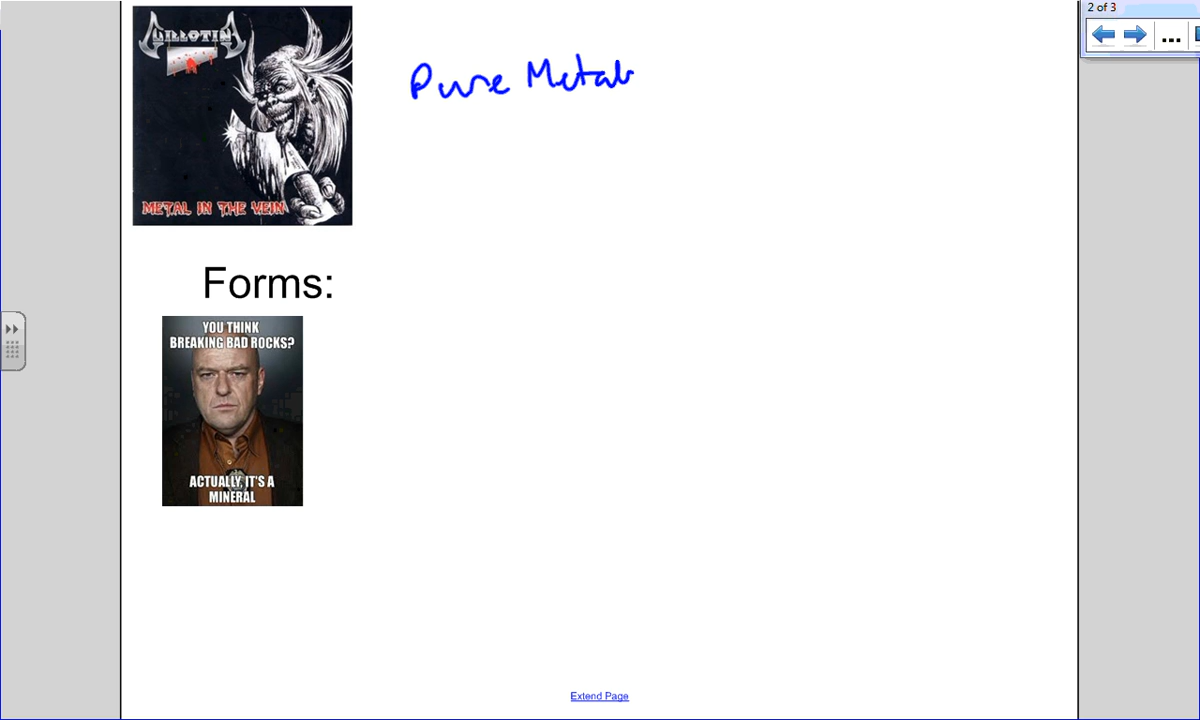 2 of 3
...
GILLOTINA
Pure Metals
METAL IN THE VEIN
Forms:
YOU THINK
BREAKING BAD ROCKS?
ACTUALLY, IT'S A
MINERAL
Extend Page